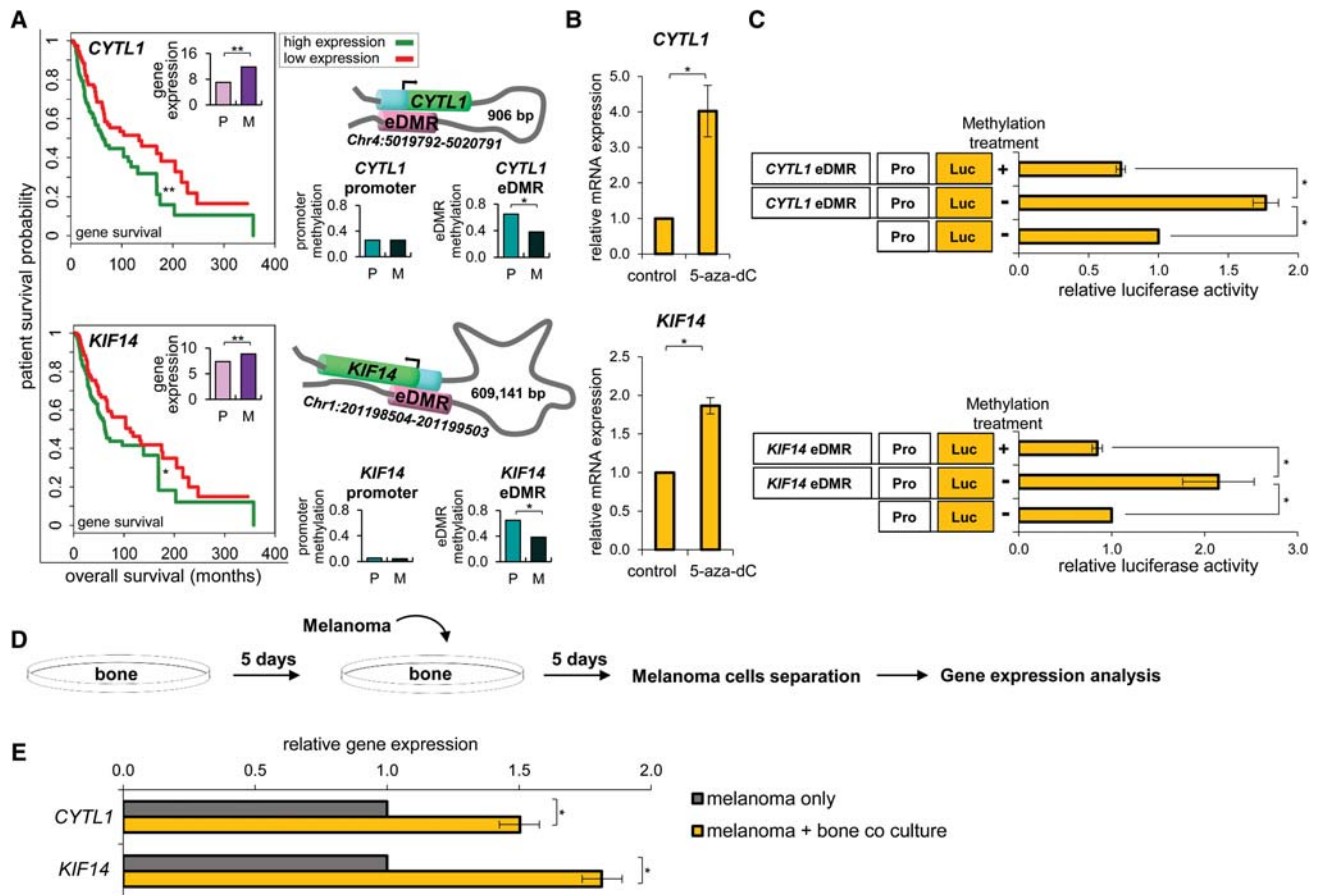 A
patient survival probability
CYTL1
1
0.8
0.6
0.4
0.2
0
gene survival
**
0 100 200 300 400
gene expression
16
8
0
**
P M
high expression
low expression
CYTL1
eDMR
906 bp
Chr4:5019792-5020791
CYTL1
promoter
promoter methylation
0.8
0.4
0.0
P M
CYTL1
eDMR
eDMR methylation
0.8
0.4
0.0
*
P M
KIF14
1
0.8
0.6
0.4
0.2
0
gene survival
*
0 100 200 300 400
overall survival (months)
gene expression
10
5
0
**
P M
KIF14
eDMR
609,141 bp
Chr1:201198504-201199503
KIF14
promoter
promoter methylation
0.8
0.4
0.0
P M
KIF14
eDMR
eDMR methylation
0.8
0.4
0.0
*
P M
B
CYTL1
relative mRNA expression
5.0
4.0
3.0
2.0
1.0
0.0
*
control 5-aza-dC
KIF14
relative mRNA expression
2.5
2.0
1.5
1.0
0.5
0.0
*
control 5-aza-dC
C
Methylation
treatment
CYTL1 eDMR Pro Luc +
CYTL1 eDMR Pro Luc -
Pro Luc -
*
*
0.0 0.5 1.0 1.5 2.0
relative luciferase activity
Methylation
treatment
KIF14 eDMR Pro Luc +
KIF14 eDMR Pro Luc -
Pro Luc -
*
*
0.0 1.0 2.0 3.0
relative luciferase activity
D
bone
5 days
Melanoma
bone
5 days
Melanoma cells separation
Gene expression analysis
E
relative gene expression
0.0 0.5 1.0 1.5 2.0
CYTL1
*
KIF14
*
melanoma only
melanoma + bone co culture